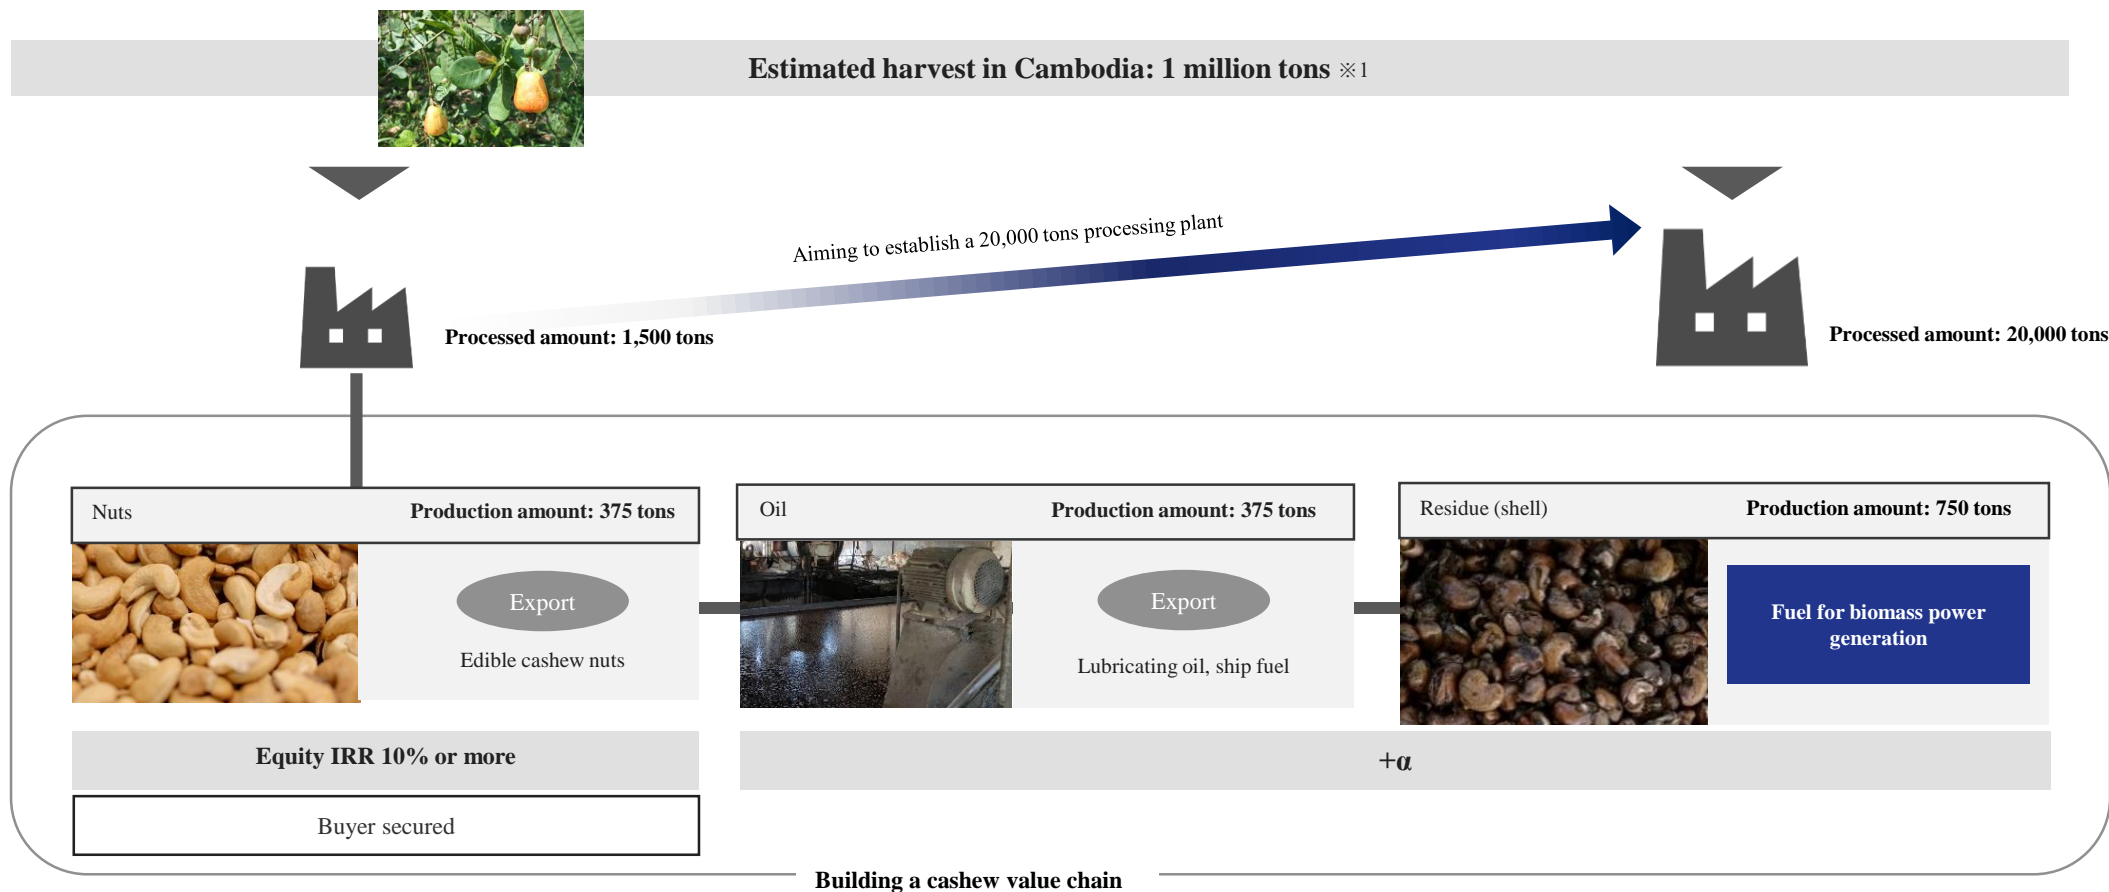 Estimated harvest in Cambodia: 1 million tons ※1
Aiming to establish a 20,000 tons processing plant
Processed amount: 1,500 tons
Processed amount: 20,000 tons
Nuts
Production amount: 375 tons
Export
Edible cashew nuts
Oil
Production amount: 375 tons
Export
Lubricating oil, ship fuel
Residue (shell)
Production amount: 750 tons
Fuel for biomass power
generation
Equity IRR 10% or more
+α
Buyer secured
Building a cashew value chain